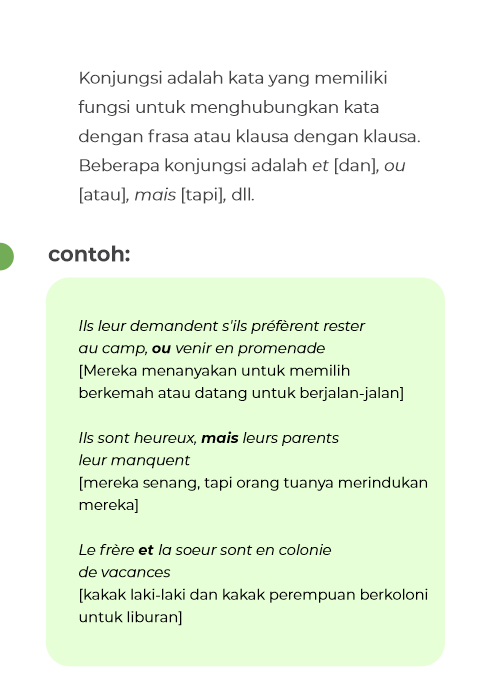 Konjungsi adalah kata yang memiliki
fungsi untuk menghubungkan kata
dengan frasa atau klausa dengan klausa.
Beberapa konjungsi adalah et [dan], ou
[atau], mais [tapi], dll.
contoh:
Ils leur demandent s'ils préfèrent rester
au camp, ou venir en promenade
[Mereka menanyakan untuk memilih
berkemah atau datang untuk berjalan-jalan]
Ils sont heureux, mais leurs parents
leur manquent
[mereka senang, tapi orang tuanya merindukan
mereka]
Le frère et la soeur sont en colonie
de vacances
[kakak laki-laki dan kakak perempuan berkoloni
untuk liburan]